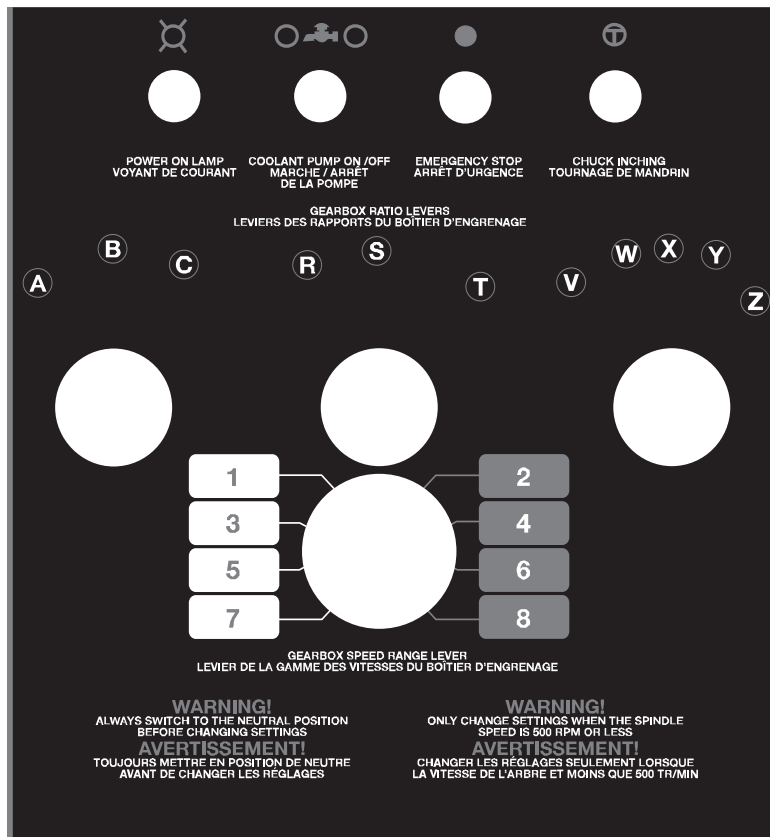 POWER ON LAMP
VOYANT DE COURANT
COOLANT PUMP ON /OFF
MARCHE / ARRÊT
DE LA POMPE
EMERGENCY STOP
ARRÊT D'URGENCE
CHUCK INCHING
TOURNAGE DE MANDRIN
GEARBOX RATIO LEVERS
LEVIERS DES RAPPORTS DU BOÎTIER D'ENGRENAGE
A B C R S T V W X Y Z
1 2
3 4
5 6
7 8
GEARBOX SPEED RANGE LEVER
LEVIER DE LA GAMME DES VITESSES DU BOÎTIER D'ENGRENAGE
WARNING!
ALWAYS SWITCH TO THE NEUTRAL POSITION
BEFORE CHANGING SETTINGS
AVERTISSEMENT!
TOUJOURS METTRE EN POSITION DE NEUTRE
AVANT DE CHANGER LES RÉGLAGES
WARNING!
ONLY CHANGE SETTINGS WHEN THE SPINDLE
SPEED IS 500 RPM OR LESS
AVERTISSEMENT!
CHANGER LES RÉGLAGES SEULEMENT LORSQUE
LA VITESSE DE L'ARBRE ET MOINS QUE 500 TR/MIN